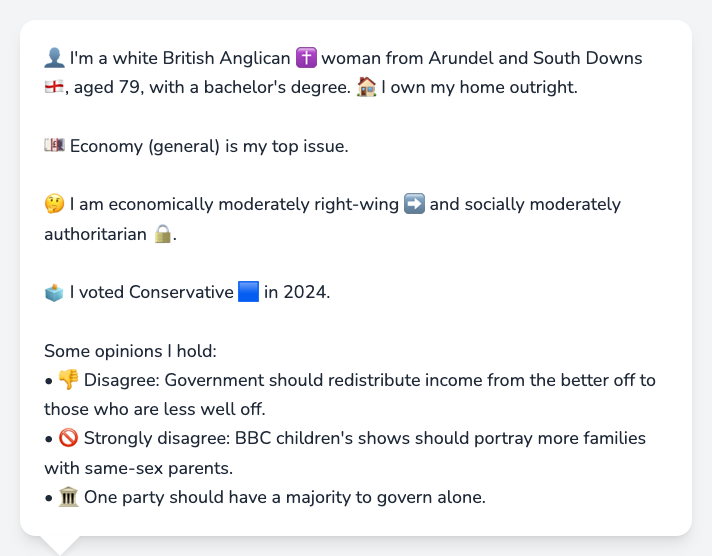 👤 I'm a white British Anglican ✝️ woman from Arundel and South Downs
🏴󠁧󠁢󠁥󠁮󠁧󠁿, aged 79, with a bachelor's degree. 🏠 I own my home outright.
💷 Economy (general) is my top issue.
🤔 I am economically moderately right-wing ➡️ and socially moderately
authoritarian 🔒.
🗳️ I voted Conservative 🟦 in 2024.
Some opinions I hold:
• 👎 Disagree: Government should redistribute income from the better off to
those who are less well off.
• 🚫 Strongly disagree: BBC children's shows should portray more families
with same-sex parents.
• 🏛️ One party should have a majority to govern alone.